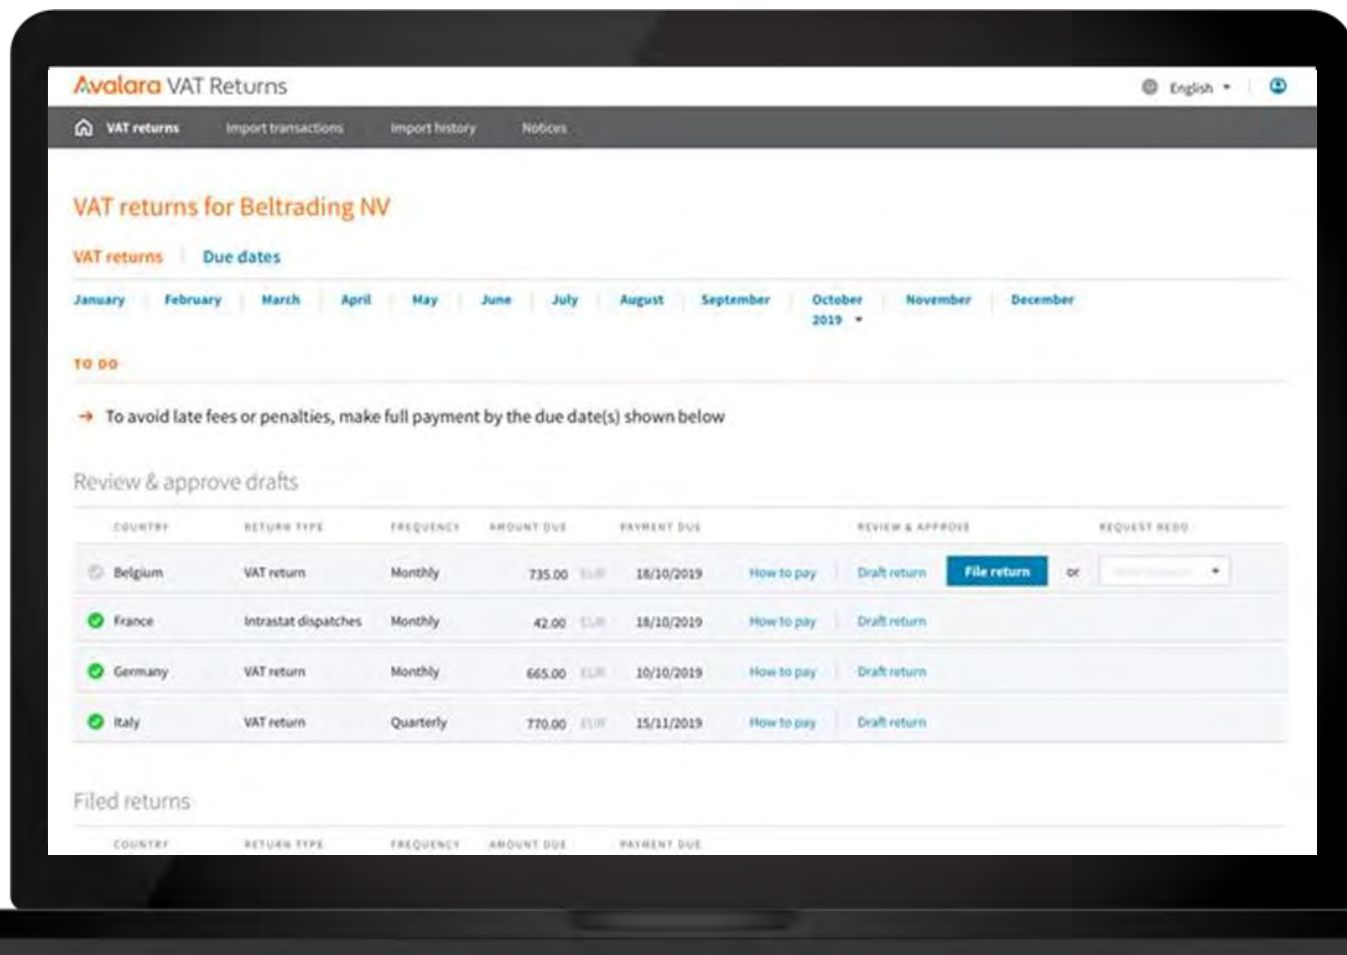 Avalara VAT Returns
English
VAT returns Import transactions Import history Notices
VAT returns for Beltrading NV
VAT returns Due dates
January February March April May June July August September October 2019 November December
TO DO
→ To avoid late fees or penalties, make full payment by the due date(s) shown below
Review & approve drafts
COUNTRY RETURN TYPE FREQUENCY AMOUNT DUE PAYMENT DUE REVIEW & APPROVE REQUEST REDO
Belgium VAT return Monthly 735.00 EUR 18/10/2019 How to pay Draft return File return or
France Intrastat dispatches Monthly 42.00 EUR 18/10/2019 How to pay Draft return
Germany VAT return Monthly 665.00 EUR 10/10/2019 How to pay Draft return
Italy VAT return Quarterly 770.00 EUR 15/11/2019 How to pay Draft return
Filed returns
COUNTRY RETURN TYPE FREQUENCY AMOUNT DUE PAYMENT DUE